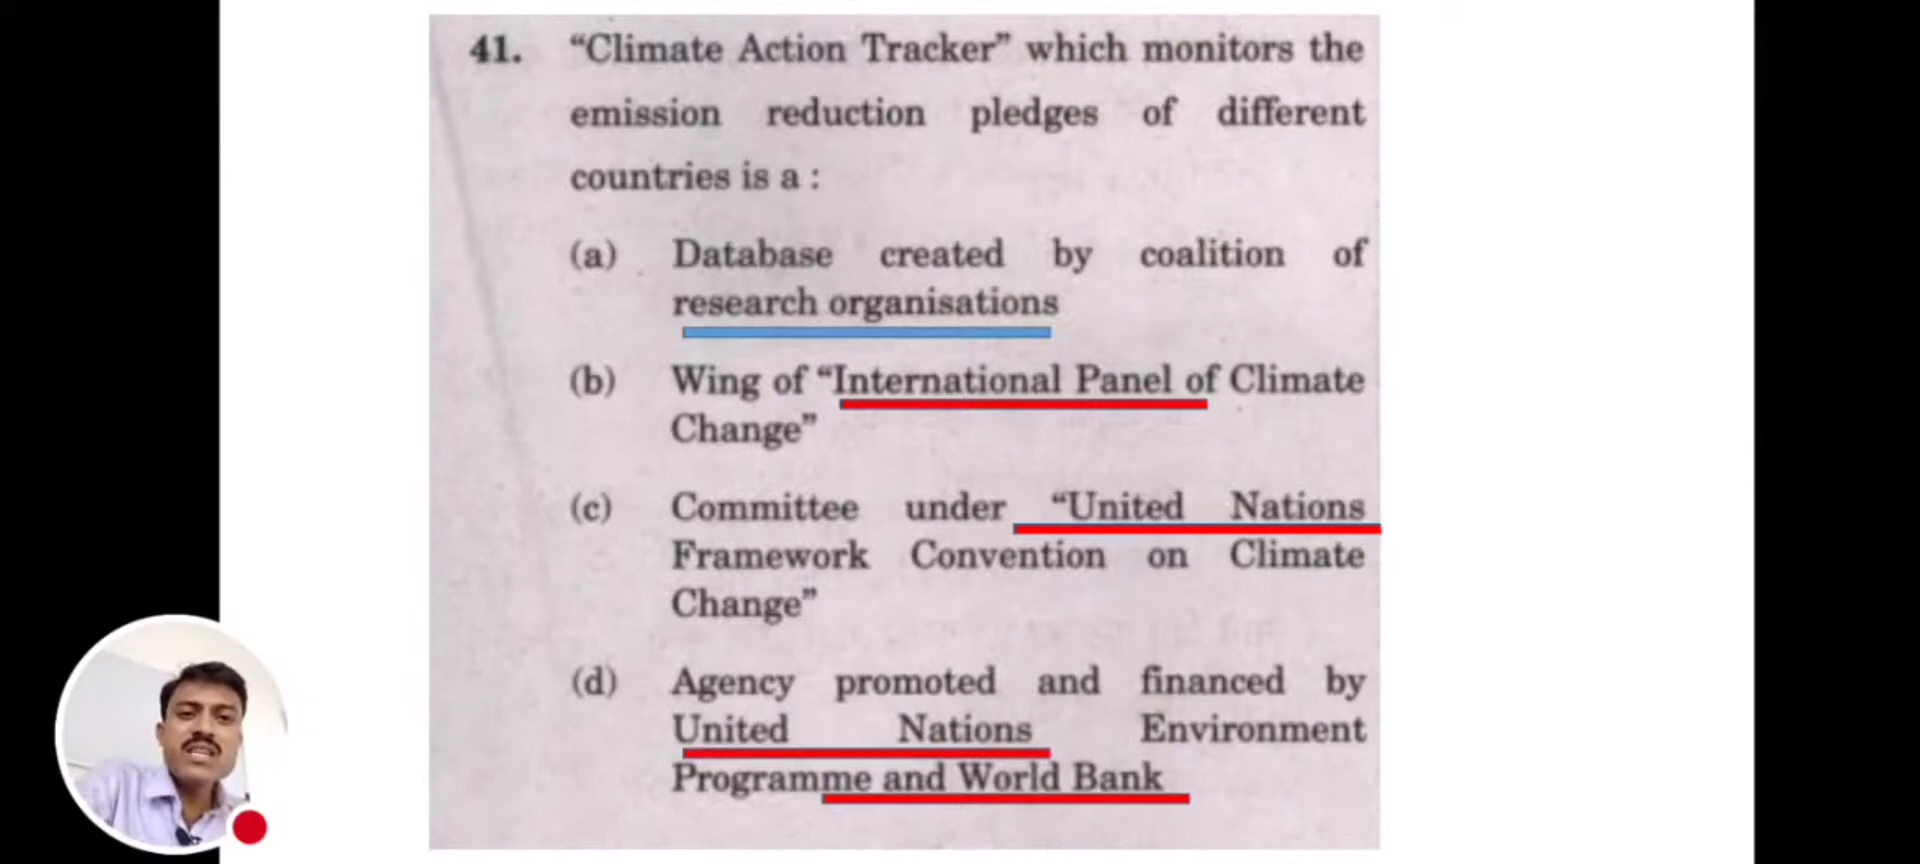 41. “Climate Action Tracker” which monitors the
emission reduction pledges of different
countries is a :
(a) Database created by coalition of
research organisations
(b) Wing of “International Panel of Climate
Change”
(c) Committee under “United Nations
Framework Convention on Climate
Change”
(d) Agency promoted and financed by
United Nations Environment
Programme and World Bank